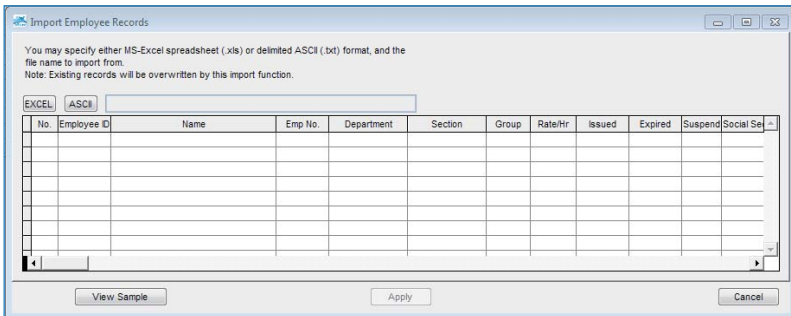 Import Employee Records
You may specify either MS-Excel spreadsheet (.xls) or delimited ASCII (.txt) format, and the
file name to import from.
Note: Existing records will be overwritten by this import function.
EXCEL ASCII
No. Employee ID Name Emp No. Department Section Group Rate/Hr Issued Expired Suspend Social Se
View Sample Apply Cancel